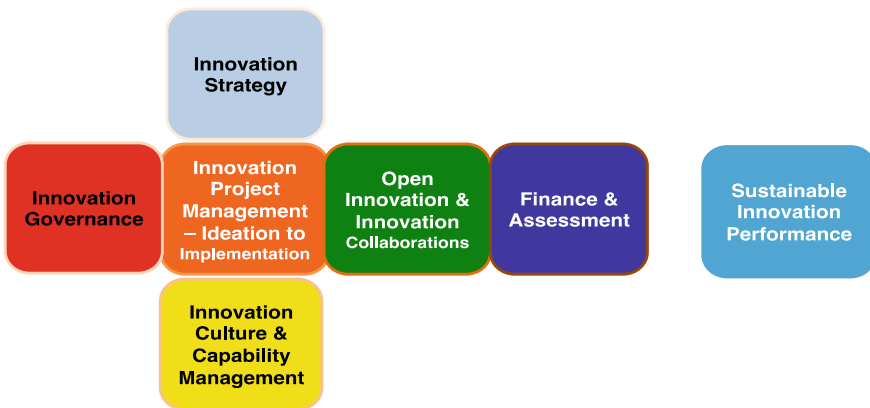 Innovation
Strategy
Innovation
Governance
Innovation
Project
Management
– Ideation to
Implementation
Open
Innovation &
Innovation
Collaborations
Finance &
Assessment
Sustainable
Innovation
Performance
Innovation
Culture &
Capability
Management